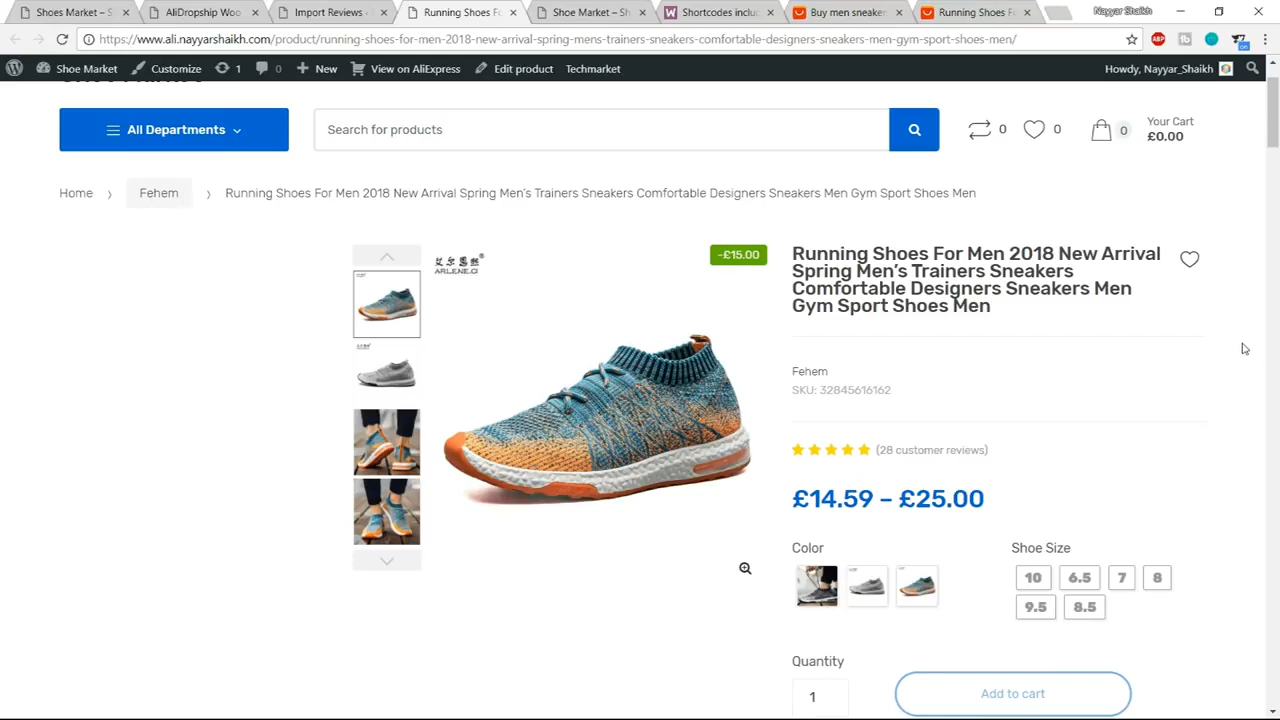 Shoes Market – S
AliDropship Woo
Import Reviews ‹
Running Shoes Fo
Shoe Market – Sh
Shortcodes inclu
Buy men sneaker
Running Shoes Fo
Nayyar Shaikh
https://www.ali.nayyarshaikh.com/product/running-shoes-for-men-2018-new-arrival-spring-mens-trainers-sneakers-comfortable-designers-sneakers-men-gym-sport-shoes-men/
ABP
on
Shoe Market
Customize
1
0
New
View on AliExpress
Edit product
Techmarket
Howdy, Nayyar_Shaikh
All Departments
Search for products
0
0
0
Your Cart
£0.00
Home
Fehem
Running Shoes For Men 2018 New Arrival Spring Men's Trainers Sneakers Comfortable Designers Sneakers Men Gym Sport Shoes Men
ARLENE.CI
-£15.00
Running Shoes For Men 2018 New Arrival
Spring Men's Trainers Sneakers
Comfortable Designers Sneakers Men
Gym Sport Shoes Men
Fehem
SKU: 32845616162
(28 customer reviews)
£14.59 – £25.00
Color
Shoe Size
10 6.5 7 8
9.5 8.5
Quantity
1
Add to cart